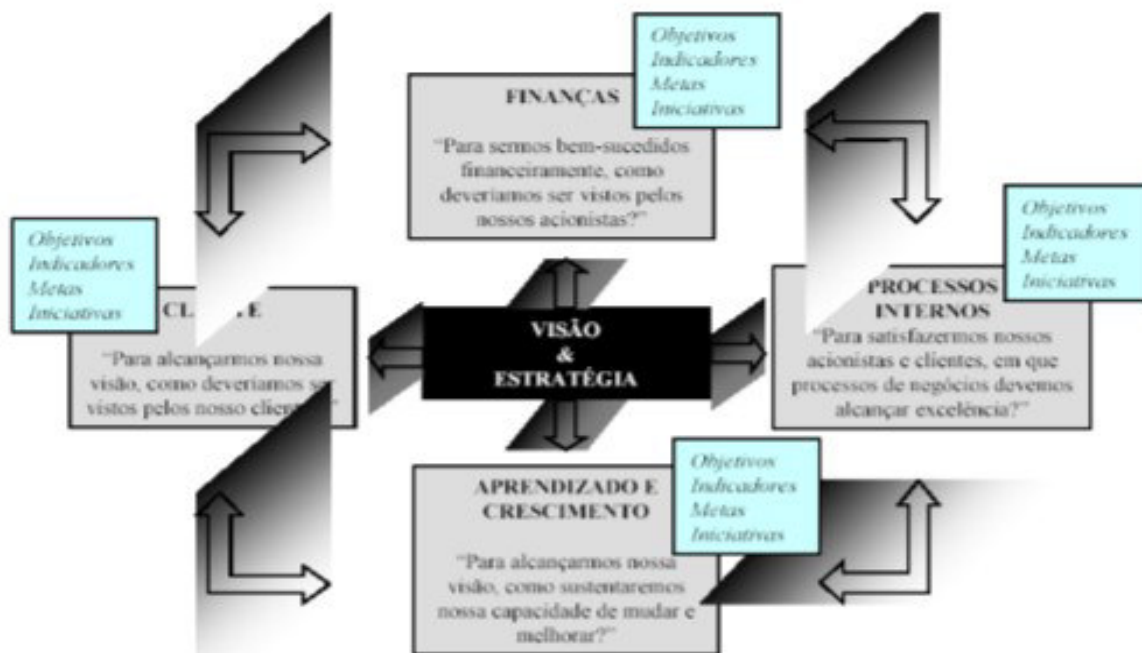 Objetivos
Indicadores
Metas
Iniciativas
FINANÇAS
“Para sermos bem-sucedidos
financeiramente, como
deveríamos ser vistos pelos
nossos acionistas?”
Objetivos
Indicadores
Metas
Iniciativas
“Para alcançarmos nossa
visão, como deveríamos ser
vistos pelos nosso
VISÃO
&
ESTRATÉGIA
Objetivos
Indicadores
Metas
Iniciativas
PROCESSOS
INTERNOS
“Para satisfazermos nossos
acionistas e clientes, em que
processos de negócios devemos
alcançar excelência?”
Objetivos
Indicadores
Metas
Iniciativas
APRENDIZADO E
CRESCIMENTO
“Para alcançarmos nossa
visão, como sustentaremos
nossa capacidade de mudar e
melhorar?”